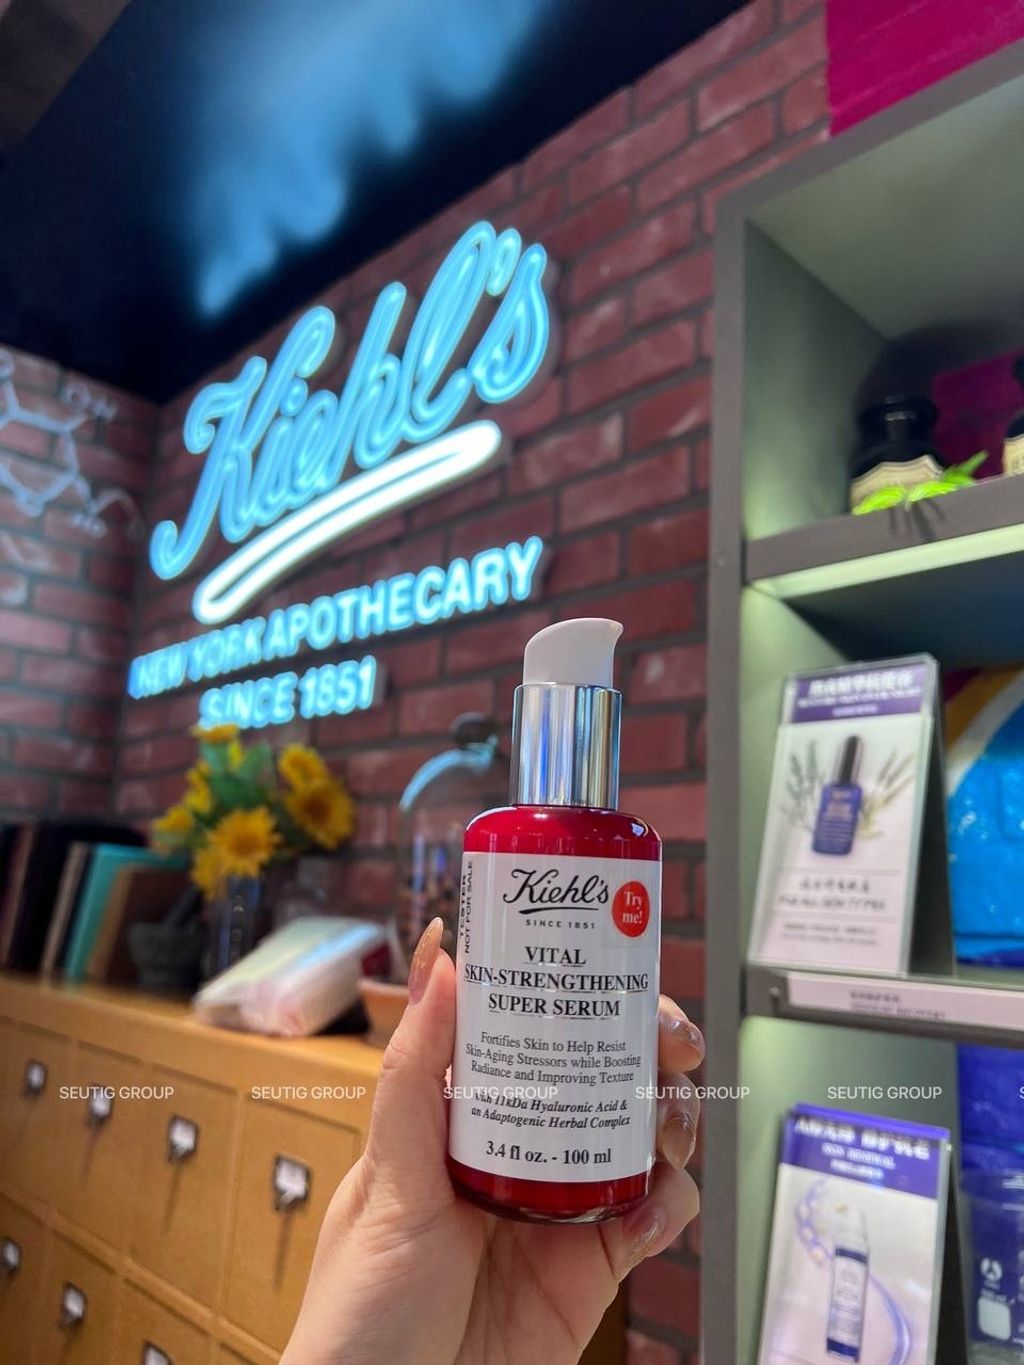 Kiehl's
NEW YORK APOTHECARY
SINCE 1851
OH
TESTER
NOT FOR SALE
Kiehl's
SINCE 1851
Try
me!
VITAL
SKIN-STRENGTHENING
SUPER SERUM
Fortifies Skin to Help Resist
Skin-Aging Stressors while Boosting
Radiance and Improving Texture
with 11kDa Hyaluronic Acid &
an Adaptogenic Herbal Complex
3.4 fl oz. - 100 ml
SEUTIG GROUP SEUTIG GROUP SEUTIG GROUP SEUTIG GROUP SEUTIG GROUP